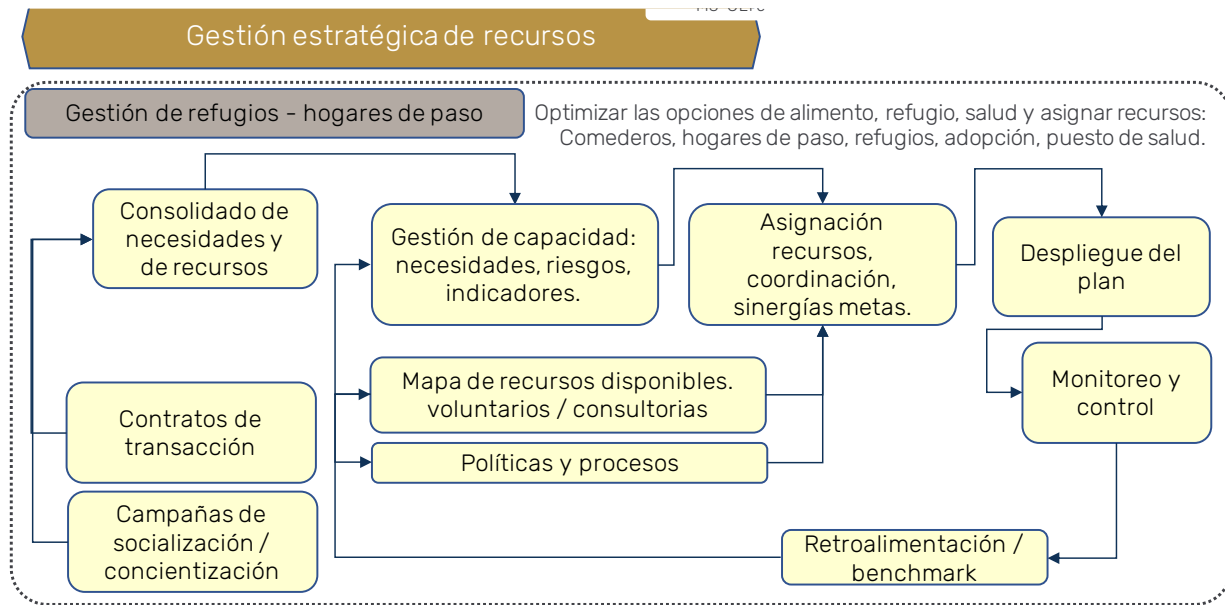 Gestión estratégica de recursos
Gestión de refugios - hogares de paso
Optimizar las opciones de alimento, refugio, salud y asignar recursos:
Comederos, hogares de paso, refugios, adopción, puesto de salud.
Consolidado de
necesidades y
de recursos
Gestión de capacidad:
necesidades, riesgos,
indicadores.
Asignación
recursos,
coordinación,
sinergías metas.
Despliegue del
plan
Mapa de recursos disponibles.
voluntarios / consultorias
Monitoreo y
control
Contratos de
transacción
Políticas y procesos
Campañas de
socialización /
concientización
Retroalimentación /
benchmark